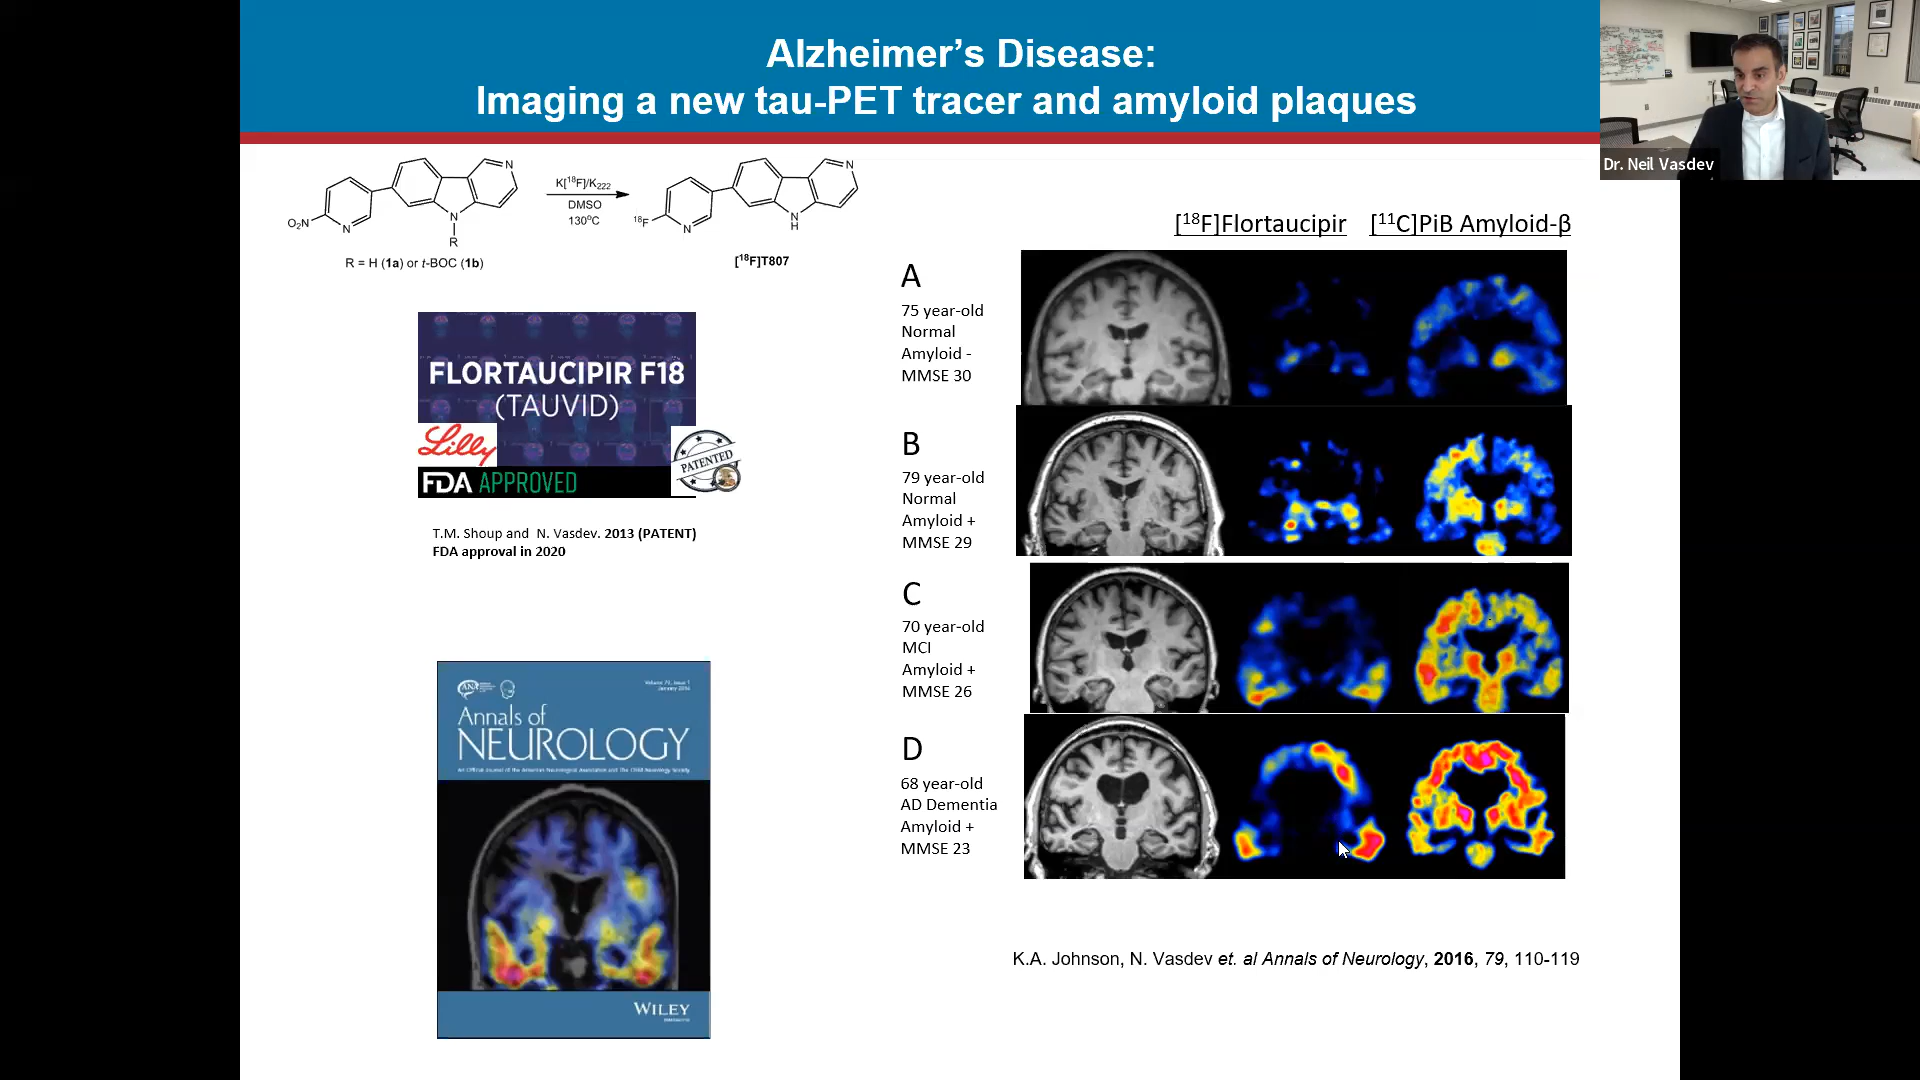 Alzheimer’s Disease:
Imaging a new tau-PET tracer and amyloid plaques
Dr. Neil Vasdev
O₂N
N
N
R
N
K[¹⁸F]/K₂₂₂
DMSO
130°C
¹⁸F
N
N
H
N
R = H (1a) or t-BOC (1b)
[¹⁸F]T807
FLORTAUCIPIR F18
(TAUVID)
Lilly
FDA APPROVED
PATENTED
T.M. Shoup and N. Vasdev. 2013 (PATENT)
FDA approval in 2020
ANA
Volume 79, Issue 1
January 2016
Annals of
NEUROLOGY
An Official Journal of the American Neurological Association and The Child Neurology Society
WILEY
[¹⁸F]Flortaucipir [¹¹C]PiB Amyloid-β
A
75 year-old
Normal
Amyloid -
MMSE 30
B
79 year-old
Normal
Amyloid +
MMSE 29
C
70 year-old
MCI
Amyloid +
MMSE 26
D
68 year-old
AD Dementia
Amyloid +
MMSE 23
K.A. Johnson, N. Vasdev et. al Annals of Neurology, 2016, 79, 110-119